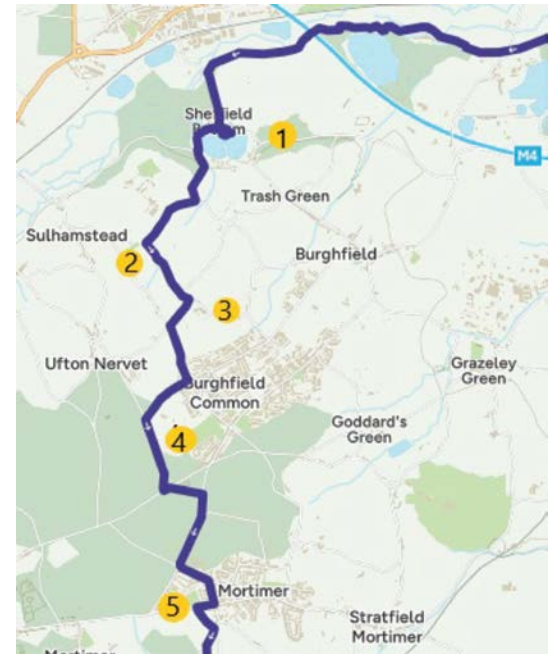 M4
Sheffield
1
Trash Green
Sulhamstead
2
Burghfield
3
Ufton Nervet
Grazeley
Green
Burghfield
Common
Goddard's
Green
4
Mortimer
5
Stratfield
Mortimer
Mortimer